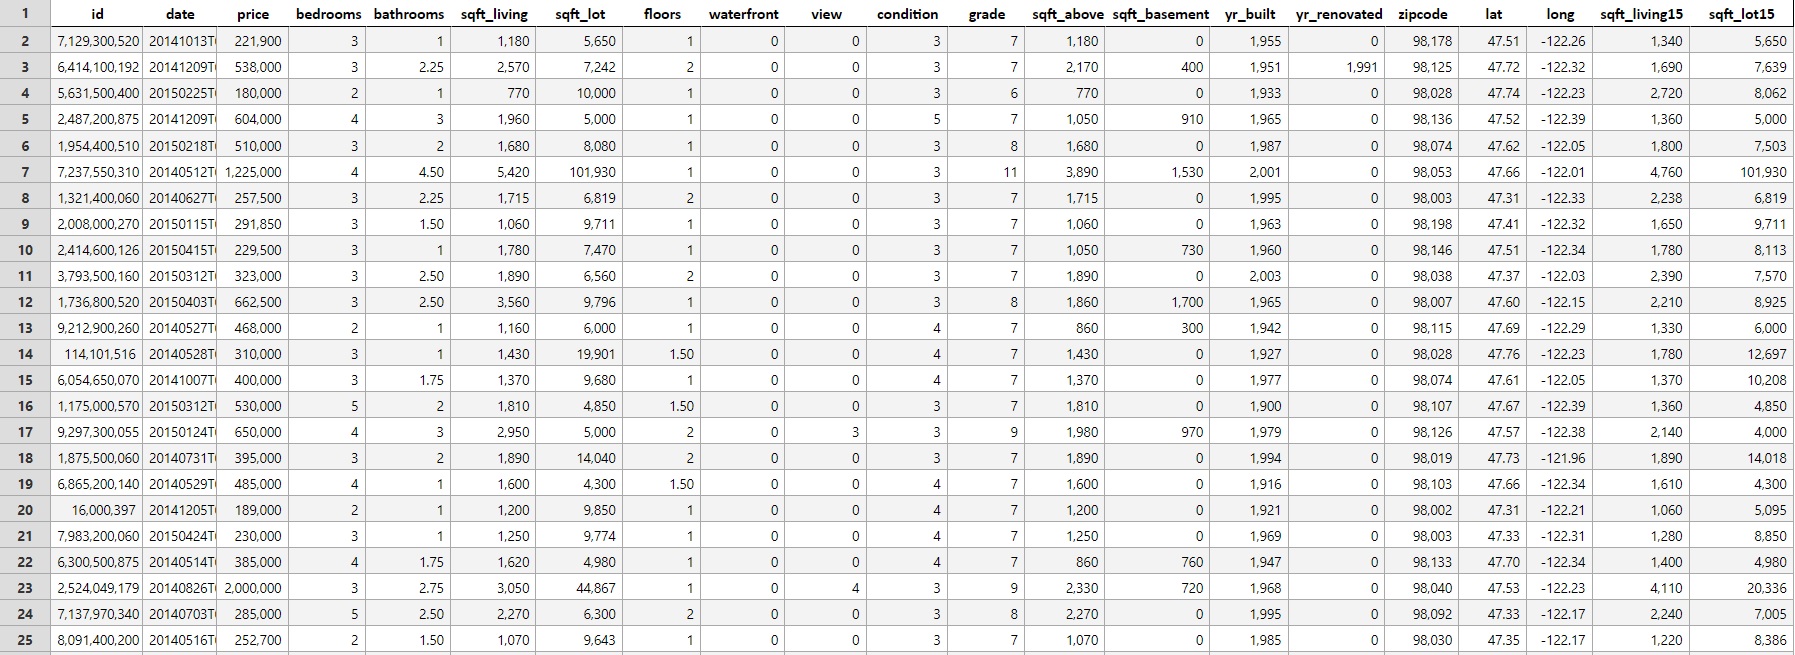 1 id date price bedrooms bathrooms sqft_living sqft_lot floors waterfront view condition grade sqft_above sqft_basement yr_built yr_renovated zipcode lat long sqft_living15 sqft_lot15
2 7,129,300,520 20141013T 221,900 3 1 1,180 5,650 1 0 0 3 7 1,180 0 1,955 0 98,178 47.51 -122.26 1,340 5,650
3 6,414,100,192 20141209T 538,000 3 2.25 2,570 7,242 2 0 0 3 7 2,170 400 1,951 1,991 98,125 47.72 -122.32 1,690 7,639
4 5,631,500,400 20150225T 180,000 2 1 770 10,000 1 0 0 3 6 770 0 1,933 0 98,028 47.74 -122.23 2,720 8,062
5 2,487,200,875 20141209T 604,000 4 3 1,960 5,000 1 0 0 5 7 1,050 910 1,965 0 98,136 47.52 -122.39 1,360 5,000
6 1,954,400,510 20150218T 510,000 3 2 1,680 8,080 1 0 0 3 8 1,680 0 1,987 0 98,074 47.62 -122.05 1,800 7,503
7 7,237,550,310 20140512T 1,225,000 4 4.50 5,420 101,930 1 0 0 3 11 3,890 1,530 2,001 0 98,053 47.66 -122.01 4,760 101,930
8 1,321,400,060 20140627T 257,500 3 2.25 1,715 6,819 2 0 0 3 7 1,715 0 1,995 0 98,003 47.31 -122.33 2,238 6,819
9 2,008,000,270 20150115T 291,850 3 1.50 1,060 9,711 1 0 0 3 7 1,060 0 1,963 0 98,198 47.41 -122.32 1,650 9,711
10 2,414,600,126 20150415T 229,500 3 1 1,780 7,470 1 0 0 3 7 1,050 730 1,960 0 98,146 47.51 -122.34 1,780 8,113
11 3,793,500,160 20150312T 323,000 3 2.50 1,890 6,560 2 0 0 3 7 1,890 0 2,003 0 98,038 47.37 -122.03 2,390 7,570
12 1,736,800,520 20150403T 662,500 3 2.50 3,560 9,796 1 0 0 3 8 1,860 1,700 1,965 0 98,007 47.60 -122.15 2,210 8,925
13 9,212,900,260 20140527T 468,000 2 1 1,160 6,000 1 0 0 4 7 860 300 1,942 0 98,115 47.69 -122.29 1,330 6,000
14 114,101,516 20140528T 310,000 3 1 1,430 19,901 1.50 0 0 4 7 1,430 0 1,927 0 98,028 47.76 -122.23 1,780 12,697
15 6,054,650,070 20141007T 400,000 3 1.75 1,370 9,680 1 0 0 4 7 1,370 0 1,977 0 98,074 47.61 -122.05 1,370 10,208
16 1,175,000,570 20150312T 530,000 5 2 1,810 4,850 1.50 0 0 3 7 1,810 0 1,900 0 98,107 47.67 -122.39 1,360 4,850
17 9,297,300,055 20150124T 650,000 4 3 2,950 5,000 2 0 3 3 9 1,980 970 1,979 0 98,126 47.57 -122.38 2,140 4,000
18 1,875,500,060 20140731T 395,000 3 2 1,890 14,040 2 0 0 3 7 1,890 0 1,994 0 98,019 47.73 -121.96 1,890 14,018
19 6,865,200,140 20140529T 485,000 4 1 1,600 4,300 1.50 0 0 4 7 1,600 0 1,916 0 98,103 47.66 -122.34 1,610 4,300
20 16,000,397 20141205T 189,000 2 1 1,200 9,850 1 0 0 4 7 1,200 0 1,921 0 98,002 47.31 -122.21 1,060 5,095
21 7,983,200,060 20150424T 230,000 3 1 1,250 9,774 1 0 0 4 7 1,250 0 1,969 0 98,003 47.33 -122.31 1,280 8,850
22 6,300,500,875 20140514T 385,000 4 1.75 1,620 4,980 1 0 0 4 7 860 760 1,947 0 98,133 47.70 -122.34 1,400 4,980
23 2,524,049,179 20140826T 2,000,000 3 2.75 3,050 44,867 1 0 4 3 9 2,330 720 1,968 0 98,040 47.53 -122.23 4,110 20,336
24 7,137,970,340 20140703T 285,000 5 2.50 2,270 6,300 2 0 0 3 8 2,270 0 1,995 0 98,092 47.33 -122.17 2,240 7,005
25 8,091,400,200 20140516T 252,700 2 1.50 1,070 9,643 1 0 0 3 7 1,070 0 1,985 0 98,030 47.35 -122.17 1,220 8,386